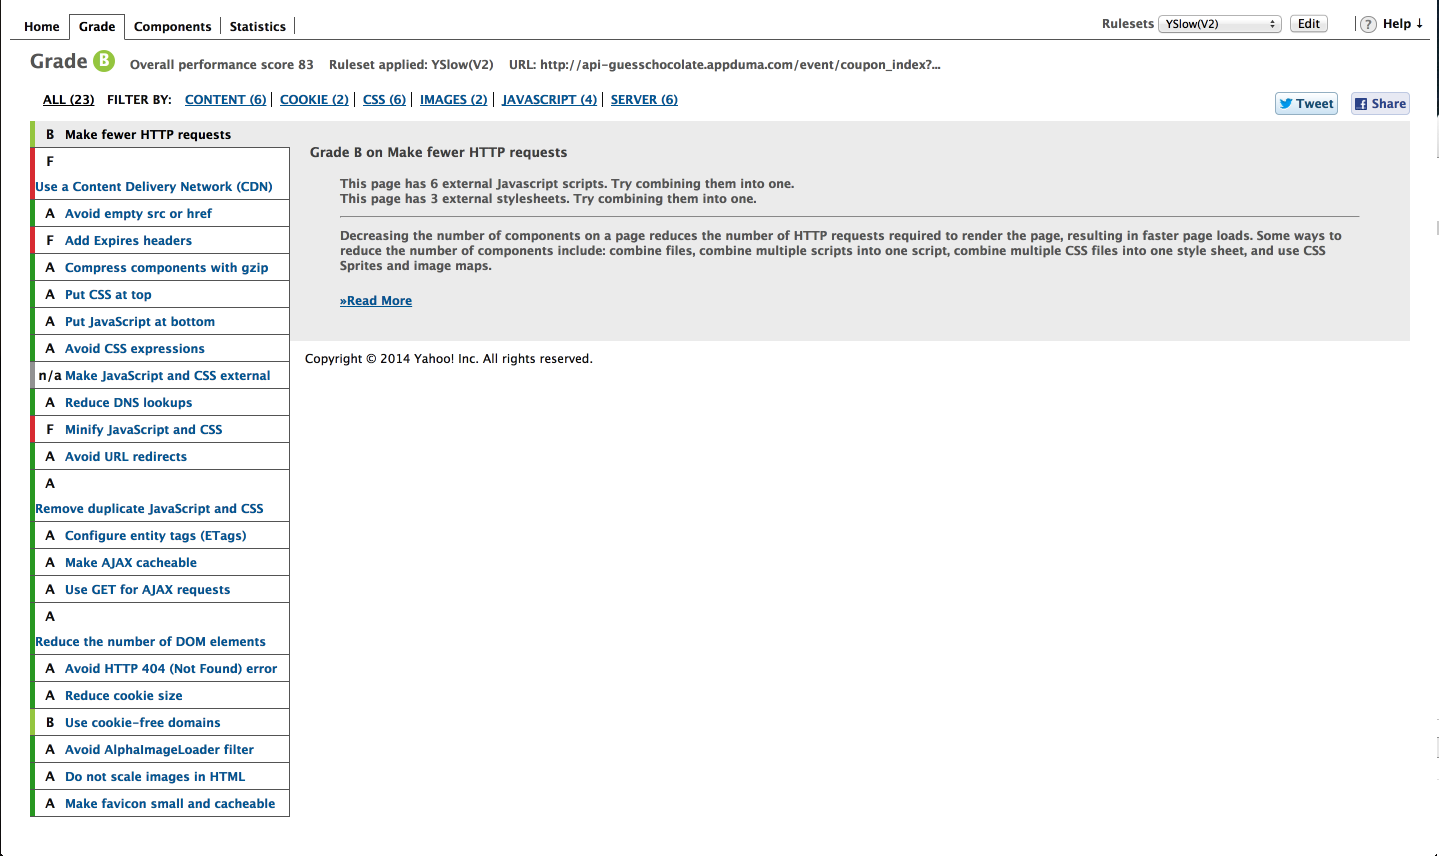 Home Grade Components Statistics Rulesets YSlow(V2) Edit ? Help ↓
Grade B Overall performance score 83 Ruleset applied: YSlow(V2) URL: http://api-guesschocolate.appduma.com/event/coupon_index?...
ALL (23) FILTER BY: CONTENT (6) COOKIE (2) CSS (6) IMAGES (2) JAVASCRIPT (4) SERVER (6)
Tweet Share
B Make fewer HTTP requests
F
Use a Content Delivery Network (CDN)
A Avoid empty src or href
F Add Expires headers
A Compress components with gzip
A Put CSS at top
A Put JavaScript at bottom
A Avoid CSS expressions
n/a Make JavaScript and CSS external
A Reduce DNS lookups
F Minify JavaScript and CSS
A Avoid URL redirects
A
Remove duplicate JavaScript and CSS
A Configure entity tags (ETags)
A Make AJAX cacheable
A Use GET for AJAX requests
A
Reduce the number of DOM elements
A Avoid HTTP 404 (Not Found) error
A Reduce cookie size
B Use cookie-free domains
A Avoid AlphaImageLoader filter
A Do not scale images in HTML
A Make favicon small and cacheable
Grade B on Make fewer HTTP requests
This page has 6 external Javascript scripts. Try combining them into one.
This page has 3 external stylesheets. Try combining them into one.
Decreasing the number of components on a page reduces the number of HTTP requests required to render the page, resulting in faster page loads. Some ways to
reduce the number of components include: combine files, combine multiple scripts into one script, combine multiple CSS files into one style sheet, and use CSS
Sprites and image maps.
»Read More
Copyright © 2014 Yahoo! Inc. All rights reserved.